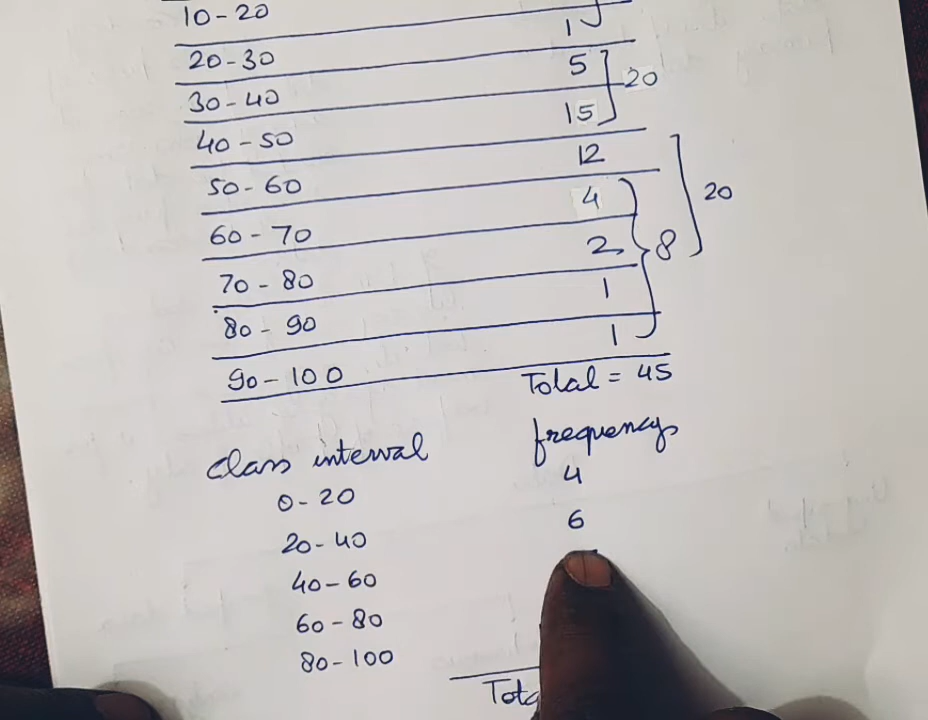 10-20
1
20-30 5
30-40 15 20
40-50 12
50-60 4 20
60-70 2 8
70-80 1
80-90 1
90-100 Total = 45
class interval frequency
0-20 4
20-40 6
40-60
60-80
80-100